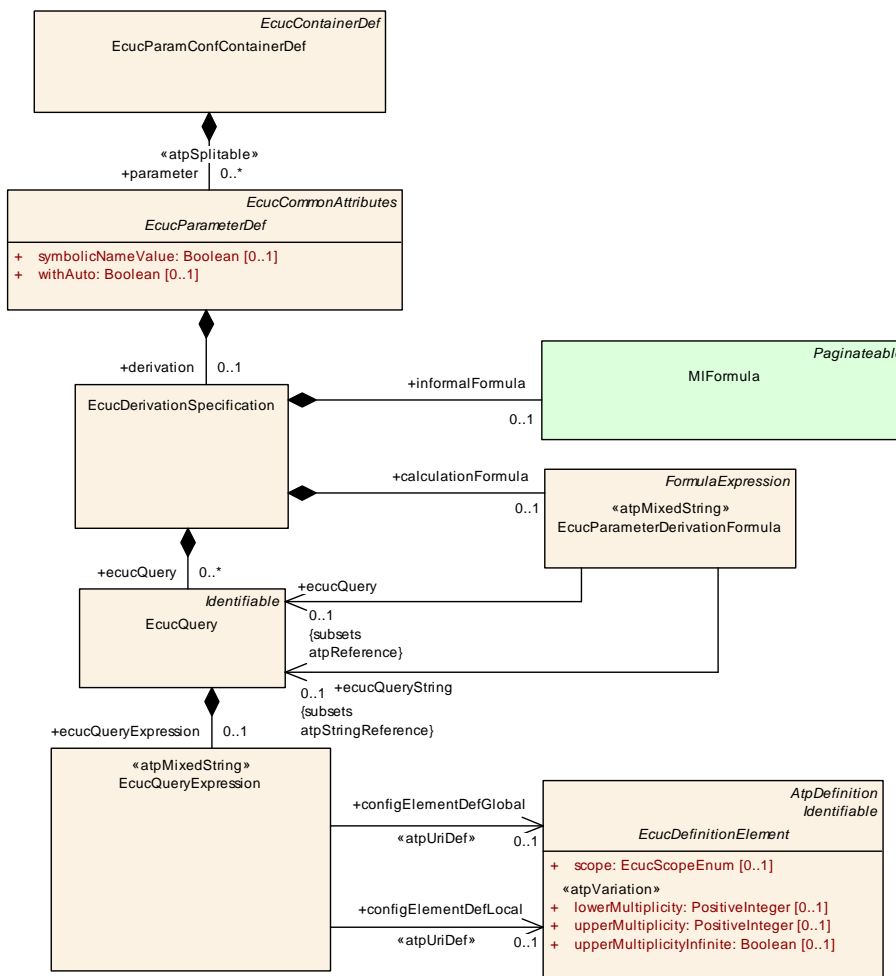 EcucContainerDef
EcucParamConfContainerDef
«atpSplitable»
+parameter 0..*
EcucCommonAttributes
EcucParameterDef
+ symbolicNameValue: Boolean [0..1]
+ withAuto: Boolean [0..1]
+derivation 0..1
EcucDerivationSpecification
+informalFormula
0..1
Paginateable
MlFormula
+calculationFormula
0..1
FormulaExpression
«atpMixedString»
EcucParameterDerivationFormula
+ecucQuery 0..*
Identifiable
EcucQuery
+ecucQuery
0..1
{subsets
atpReference}
+ecucQueryString
0..1
{subsets
atpStringReference}
+ecucQueryExpression 0..1
«atpMixedString»
EcucQueryExpression
+configElementDefGlobal
«atpUriDef»
0..1
+configElementDefLocal
«atpUriDef»
0..1
AtpDefinition
Identifiable
EcucDefinitionElement
+ scope: EcucScopeEnum [0..1]
«atpVariation»
+ lowerMultiplicity: PositiveInteger [0..1]
+ upperMultiplicity: PositiveInteger [0..1]
+ upperMultiplicityInfinite: Boolean [0..1]